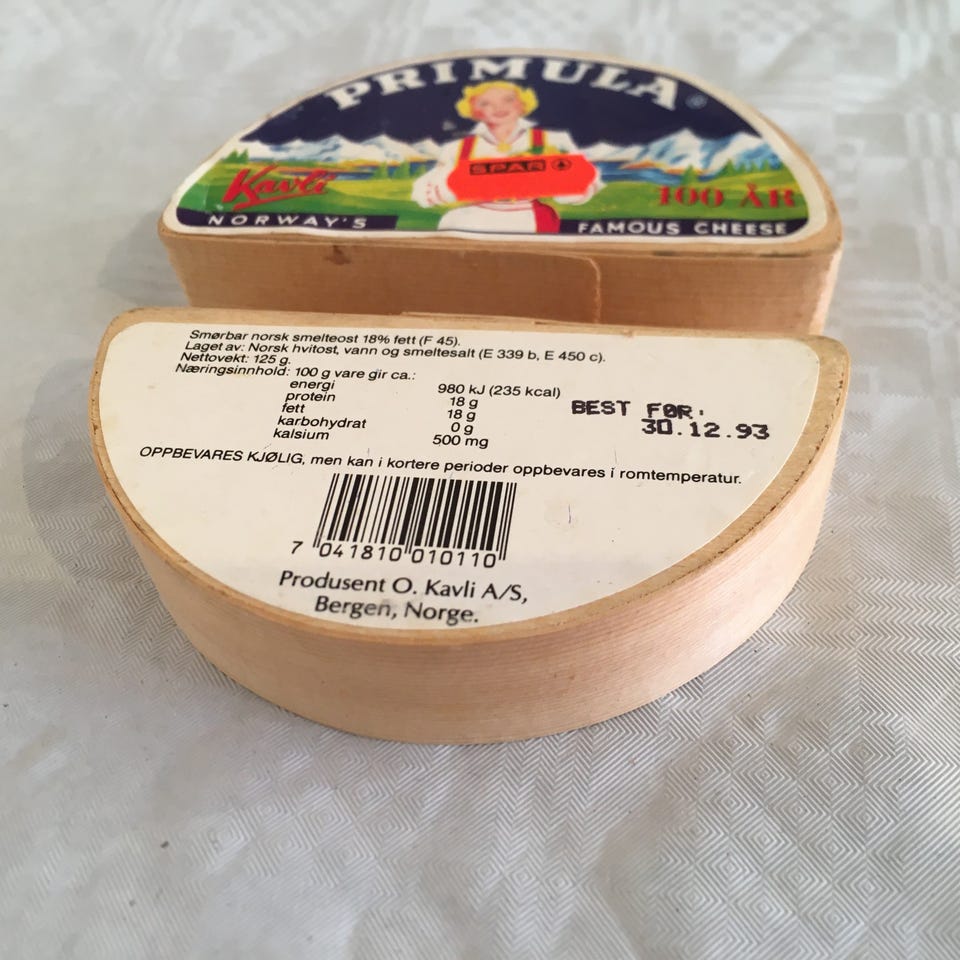 PRIMULA®
SPAR
Kavli
100 ÅR
NORWAY'S
FAMOUS CHEESE
Smørbar norsk smelteost 18% fett (F 45).
Laget av: Norsk hvitost, vann og smeltesalt (E 339 b, E 450 c).
Nettovekt: 125 g.
Næringsinnhold: 100 g vare gir ca.:
energi 980 kJ (235 kcal)
protein 18 g
fett 18 g
karbohydrat 0 g
kalsium 500 mg
BEST FØR:
30.12.93
OPPBEVARES KJØLIG, men kan i kortere perioder oppbevares i romtemperatur.
7 041810 010110
Produsent O. Kavli A/S,
Bergen, Norge.